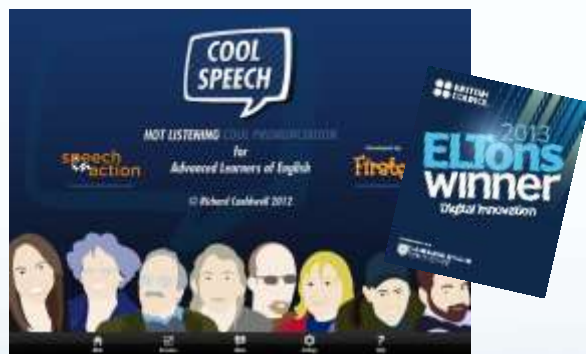 COOL
SPEECH
HOT LISTENING COOL PRONUNCIATION
for
Advanced Learners of English
© Richard Cauldwell 2012
speech
in
action
Firsty
BRITISH
COUNCIL
2013
ELTons
winner
Digital Innovation